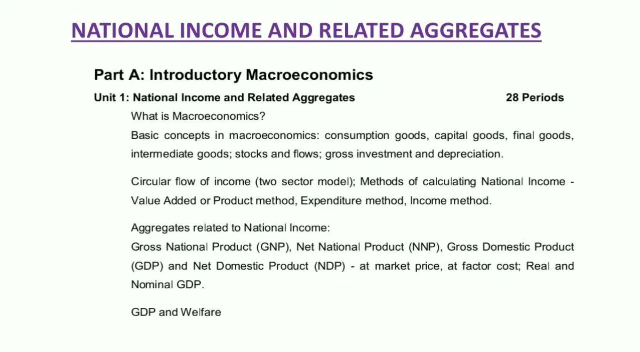 NATIONAL INCOME AND RELATED AGGREGATES
Part A: Introductory Macroeconomics
Unit 1: National Income and Related Aggregates 28 Periods
What is Macroeconomics?
Basic concepts in macroeconomics: consumption goods, capital goods, final goods,
intermediate goods; stocks and flows; gross investment and depreciation.
Circular flow of income (two sector model); Methods of calculating National Income -
Value Added or Product method, Expenditure method, Income method.
Aggregates related to National Income:
Gross National Product (GNP), Net National Product (NNP), Gross Domestic Product
(GDP) and Net Domestic Product (NDP) - at market price, at factor cost; Real and
Nominal GDP.
GDP and Welfare